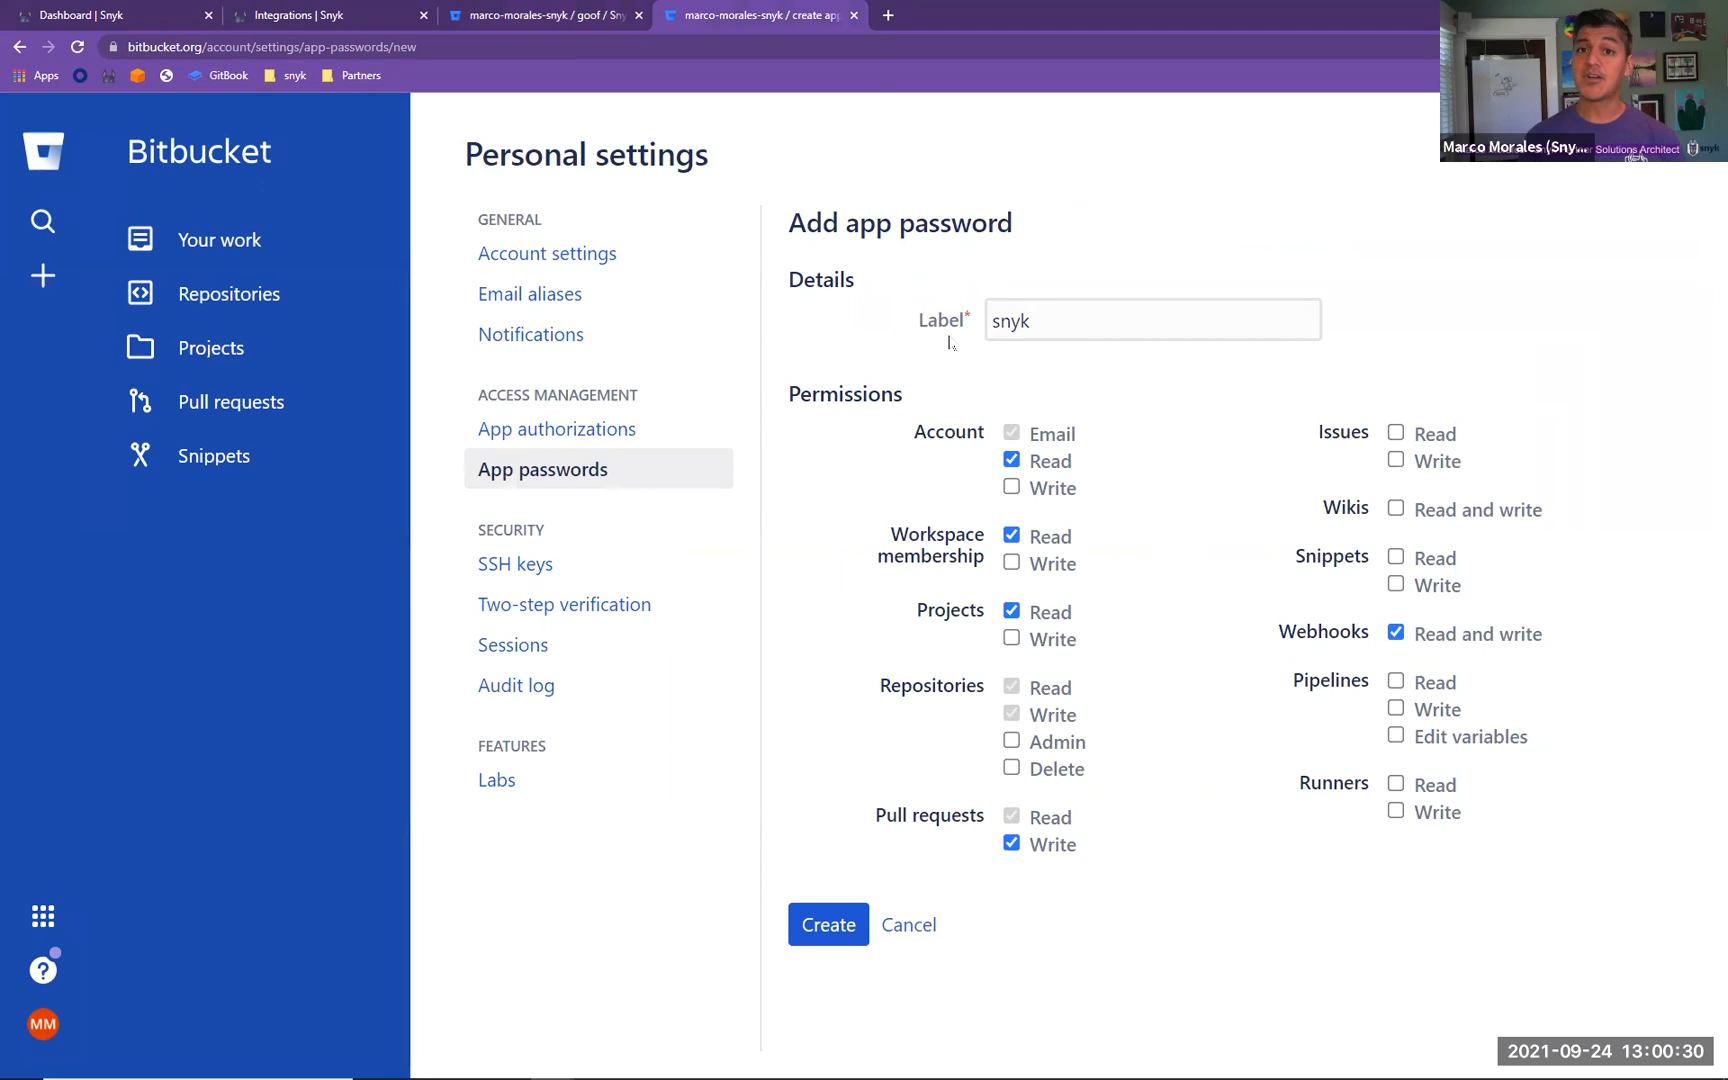 Dashboard | Snyk
Integrations | Snyk
marco-morales-snyk / goof / Sny
marco-morales-snyk / create app
bitbucket.org/account/settings/app-passwords/new
Apps
GitBook
snyk
Partners
Marco Morales (Sny...
Solutions Architect
snyk
Bitbucket
Your work
Repositories
Projects
Pull requests
Snippets
MM
Personal settings
GENERAL
Account settings
Email aliases
Notifications
ACCESS MANAGEMENT
App authorizations
App passwords
SECURITY
SSH keys
Two-step verification
Sessions
Audit log
FEATURES
Labs
Add app password
Details
Label* snyk
Permissions
Account
Email
Read
Write
Workspace
membership
Read
Write
Projects
Read
Write
Repositories
Read
Write
Admin
Delete
Pull requests
Read
Write
Issues
Read
Write
Wikis
Read and write
Snippets
Read
Write
Webhooks
Read and write
Pipelines
Read
Write
Edit variables
Runners
Read
Write
Create Cancel
2021-09-24 13:00:30